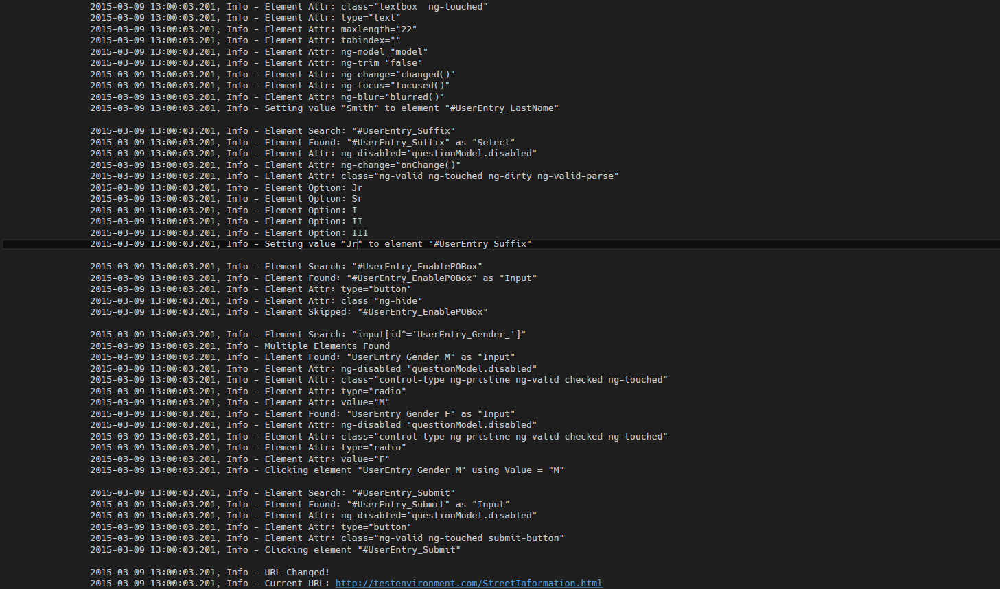 2015-03-09 13:00:03.201, Info - Element Attr: class="textbox  ng-touched"
2015-03-09 13:00:03.201, Info - Element Attr: type="text"
2015-03-09 13:00:03.201, Info - Element Attr: maxlength="22"
2015-03-09 13:00:03.201, Info - Element Attr: tabindex=""
2015-03-09 13:00:03.201, Info - Element Attr: ng-model="model"
2015-03-09 13:00:03.201, Info - Element Attr: ng-trim="false"
2015-03-09 13:00:03.201, Info - Element Attr: ng-change="changed()"
2015-03-09 13:00:03.201, Info - Element Attr: ng-focus="focused()"
2015-03-09 13:00:03.201, Info - Element Attr: ng-blur="blurred()"
2015-03-09 13:00:03.201, Info - Setting value "Smith" to element "#UserEntry_LastName"

2015-03-09 13:00:03.201, Info - Element Search: "#UserEntry_Suffix"
2015-03-09 13:00:03.201, Info - Element Found: "#UserEntry_Suffix" as "Select"
2015-03-09 13:00:03.201, Info - Element Attr: ng-disabled="questionModel.disabled"
2015-03-09 13:00:03.201, Info - Element Attr: ng-change="onChange()"
2015-03-09 13:00:03.201, Info - Element Attr: class="ng-valid ng-touched ng-dirty ng-valid-parse"
2015-03-09 13:00:03.201, Info - Element Option: Jr
2015-03-09 13:00:03.201, Info - Element Option: Sr
2015-03-09 13:00:03.201, Info - Element Option: I
2015-03-09 13:00:03.201, Info - Element Option: II
2015-03-09 13:00:03.201, Info - Element Option: III
2015-03-09 13:00:03.201, Info - Setting value "Jr" to element "#UserEntry_Suffix"

2015-03-09 13:00:03.201, Info - Element Search: "#UserEntry_EnablePOBox"
2015-03-09 13:00:03.201, Info - Element Found: "#UserEntry_EnablePOBox" as "Input"
2015-03-09 13:00:03.201, Info - Element Attr: type="button"
2015-03-09 13:00:03.201, Info - Element Attr: class="ng-hide"
2015-03-09 13:00:03.201, Info - Element Skipped: "#UserEntry_EnablePOBox"

2015-03-09 13:00:03.201, Info - Element Search: "input[id^='UserEntry_Gender_']"
2015-03-09 13:00:03.201, Info - Multiple Elements Found
2015-03-09 13:00:03.201, Info - Element Found: "UserEntry_Gender_M" as "Input"
2015-03-09 13:00:03.201, Info - Element Attr: ng-disabled="questionModel.disabled"
2015-03-09 13:00:03.201, Info - Element Attr: class="control-type ng-pristine ng-valid checked ng-touched"
2015-03-09 13:00:03.201, Info - Element Attr: type="radio"
2015-03-09 13:00:03.201, Info - Element Attr: value="M"
2015-03-09 13:00:03.201, Info - Element Found: "UserEntry_Gender_F" as "Input"
2015-03-09 13:00:03.201, Info - Element Attr: ng-disabled="questionModel.disabled"
2015-03-09 13:00:03.201, Info - Element Attr: class="control-type ng-pristine ng-valid checked ng-touched"
2015-03-09 13:00:03.201, Info - Element Attr: type="radio"
2015-03-09 13:00:03.201, Info - Element Attr: value="F"
2015-03-09 13:00:03.201, Info - Clicking element "UserEntry_Gender_M" using Value = "M"

2015-03-09 13:00:03.201, Info - Element Search: "#UserEntry_Submit"
2015-03-09 13:00:03.201, Info - Element Found: "#UserEntry_Submit" as "Input"
2015-03-09 13:00:03.201, Info - Element Attr: ng-disabled="questionModel.disabled"
2015-03-09 13:00:03.201, Info - Element Attr: type="button"
2015-03-09 13:00:03.201, Info - Element Attr: class="ng-valid ng-touched submit-button"
2015-03-09 13:00:03.201, Info - Clicking element "#UserEntry_Submit"

2015-03-09 13:00:03.201, Info - URL Changed!
2015-03-09 13:00:03.201, Info - Current URL: http://testenvironment.com/StreetInformation.html